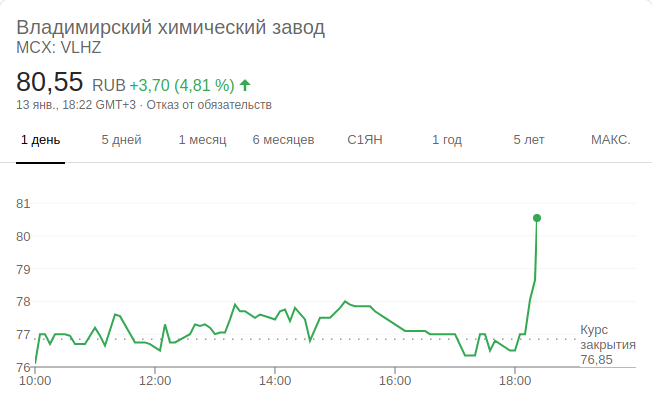 Владимирский химический завод
MCX: VLHZ
80,55 RUB +3,70 (4,81 %)
13 янв., 18:22 GMT+3 · Отказ от обязательств
1 день 5 дней 1 месяц 6 месяцев С1ЯН 1 год 5 лет МАКС.
81
80
79
78
77
Курс
закрытия
76,85
76
10:00 12:00 14:00 16:00 18:00